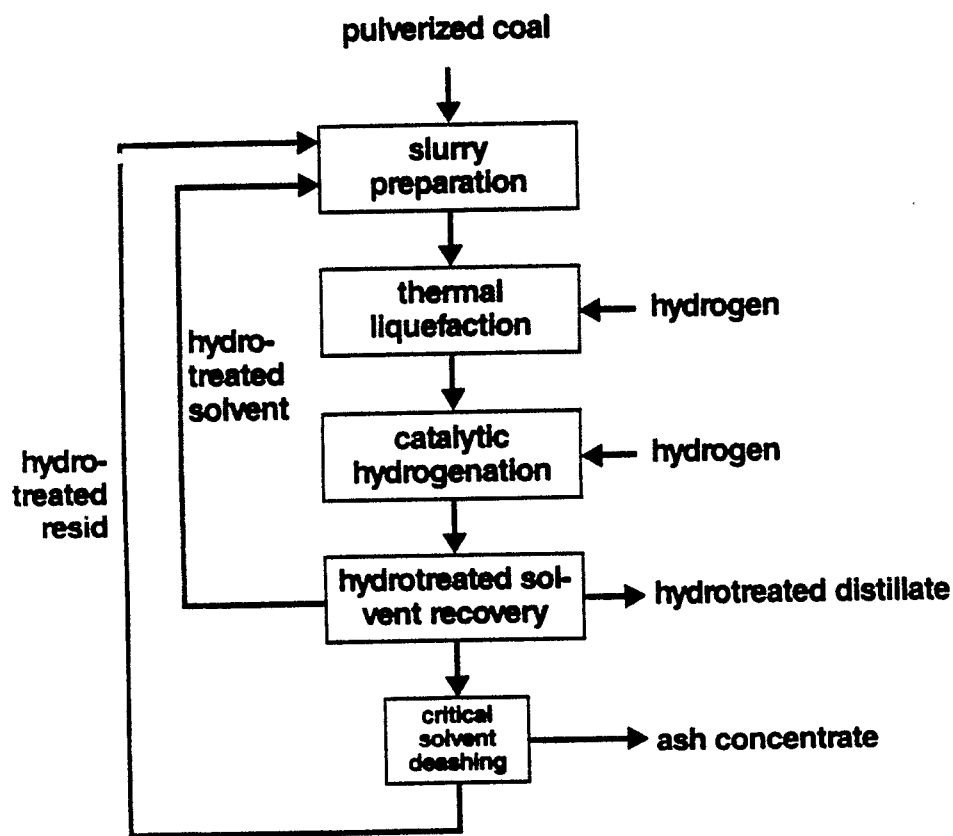 pulverized coal
slurry
preparation
thermal
liquefaction
hydrogen
hydro-
treated
solvent
catalytic
hydrogenation
hydrogen
hydro-
treated
resid
hydrotreated sol-
vent recovery
hydrotreated distillate
critical
solvent
deashing
ash concentrate